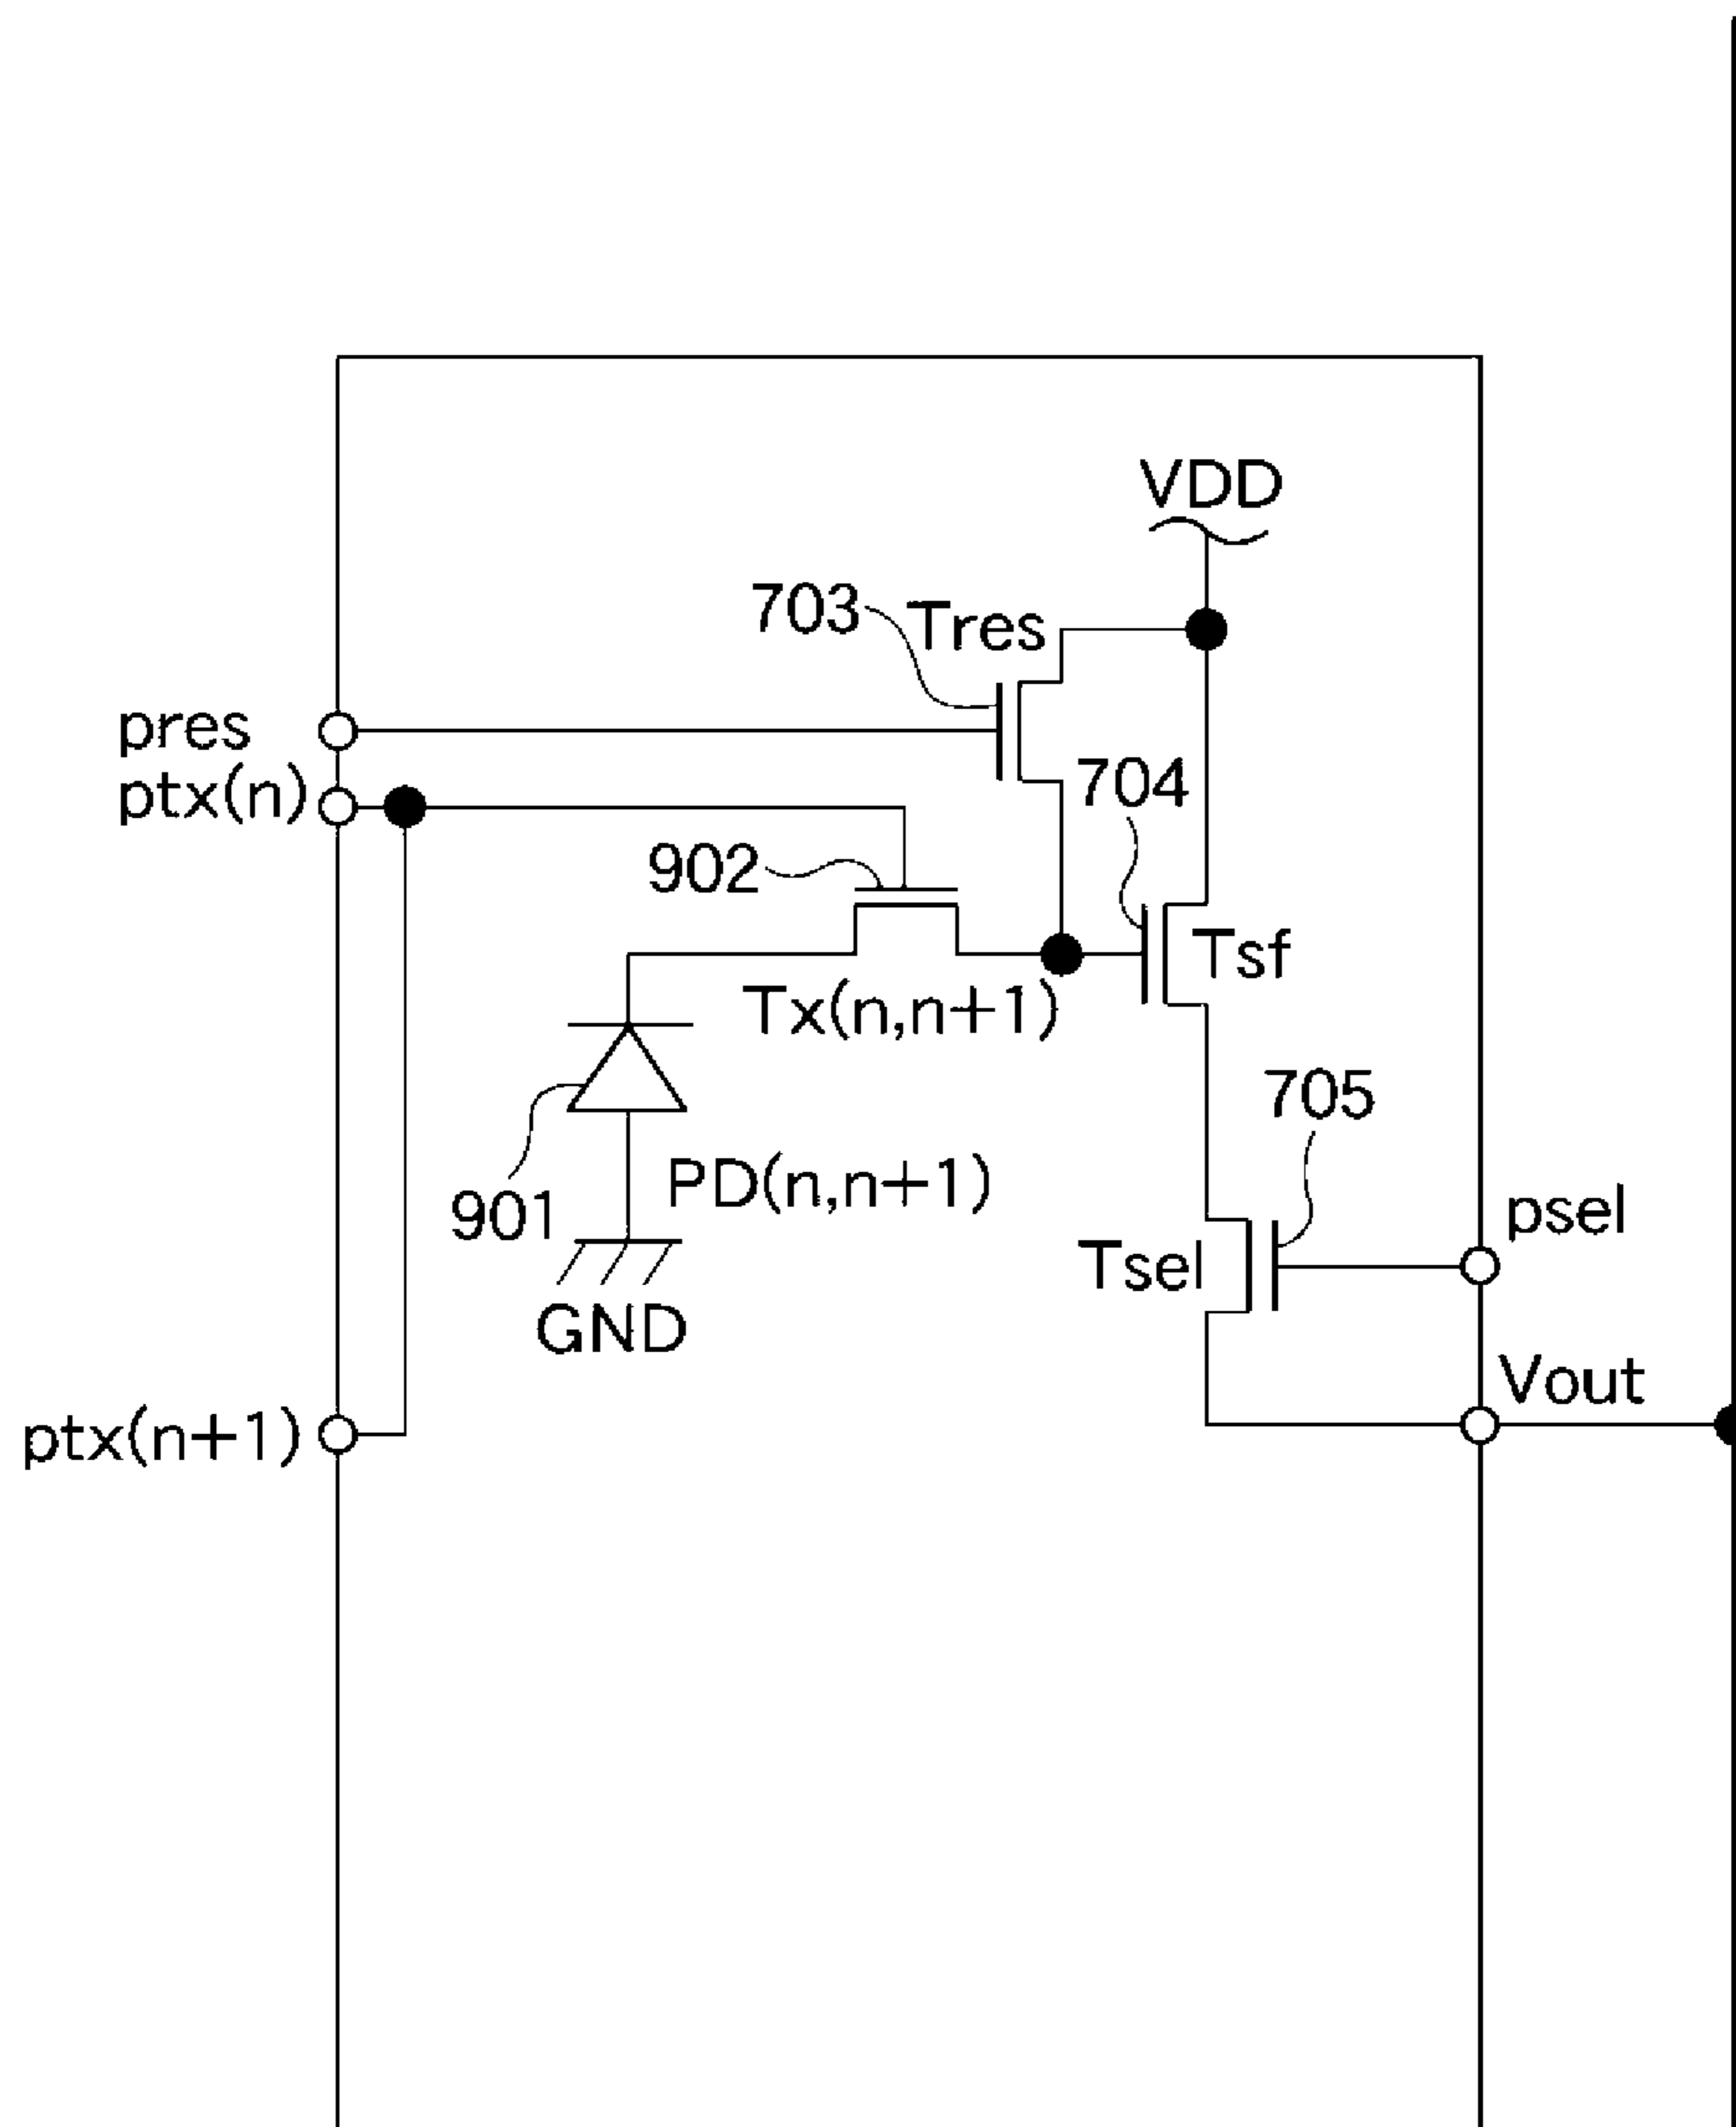 VDD
703
Tres
pres
704
ptx(n)
902
Tsf
Tx(n,n+1)
705
PD(n,n+1)
901
psel
Tsel
GND
Vout
ptx(n+1)